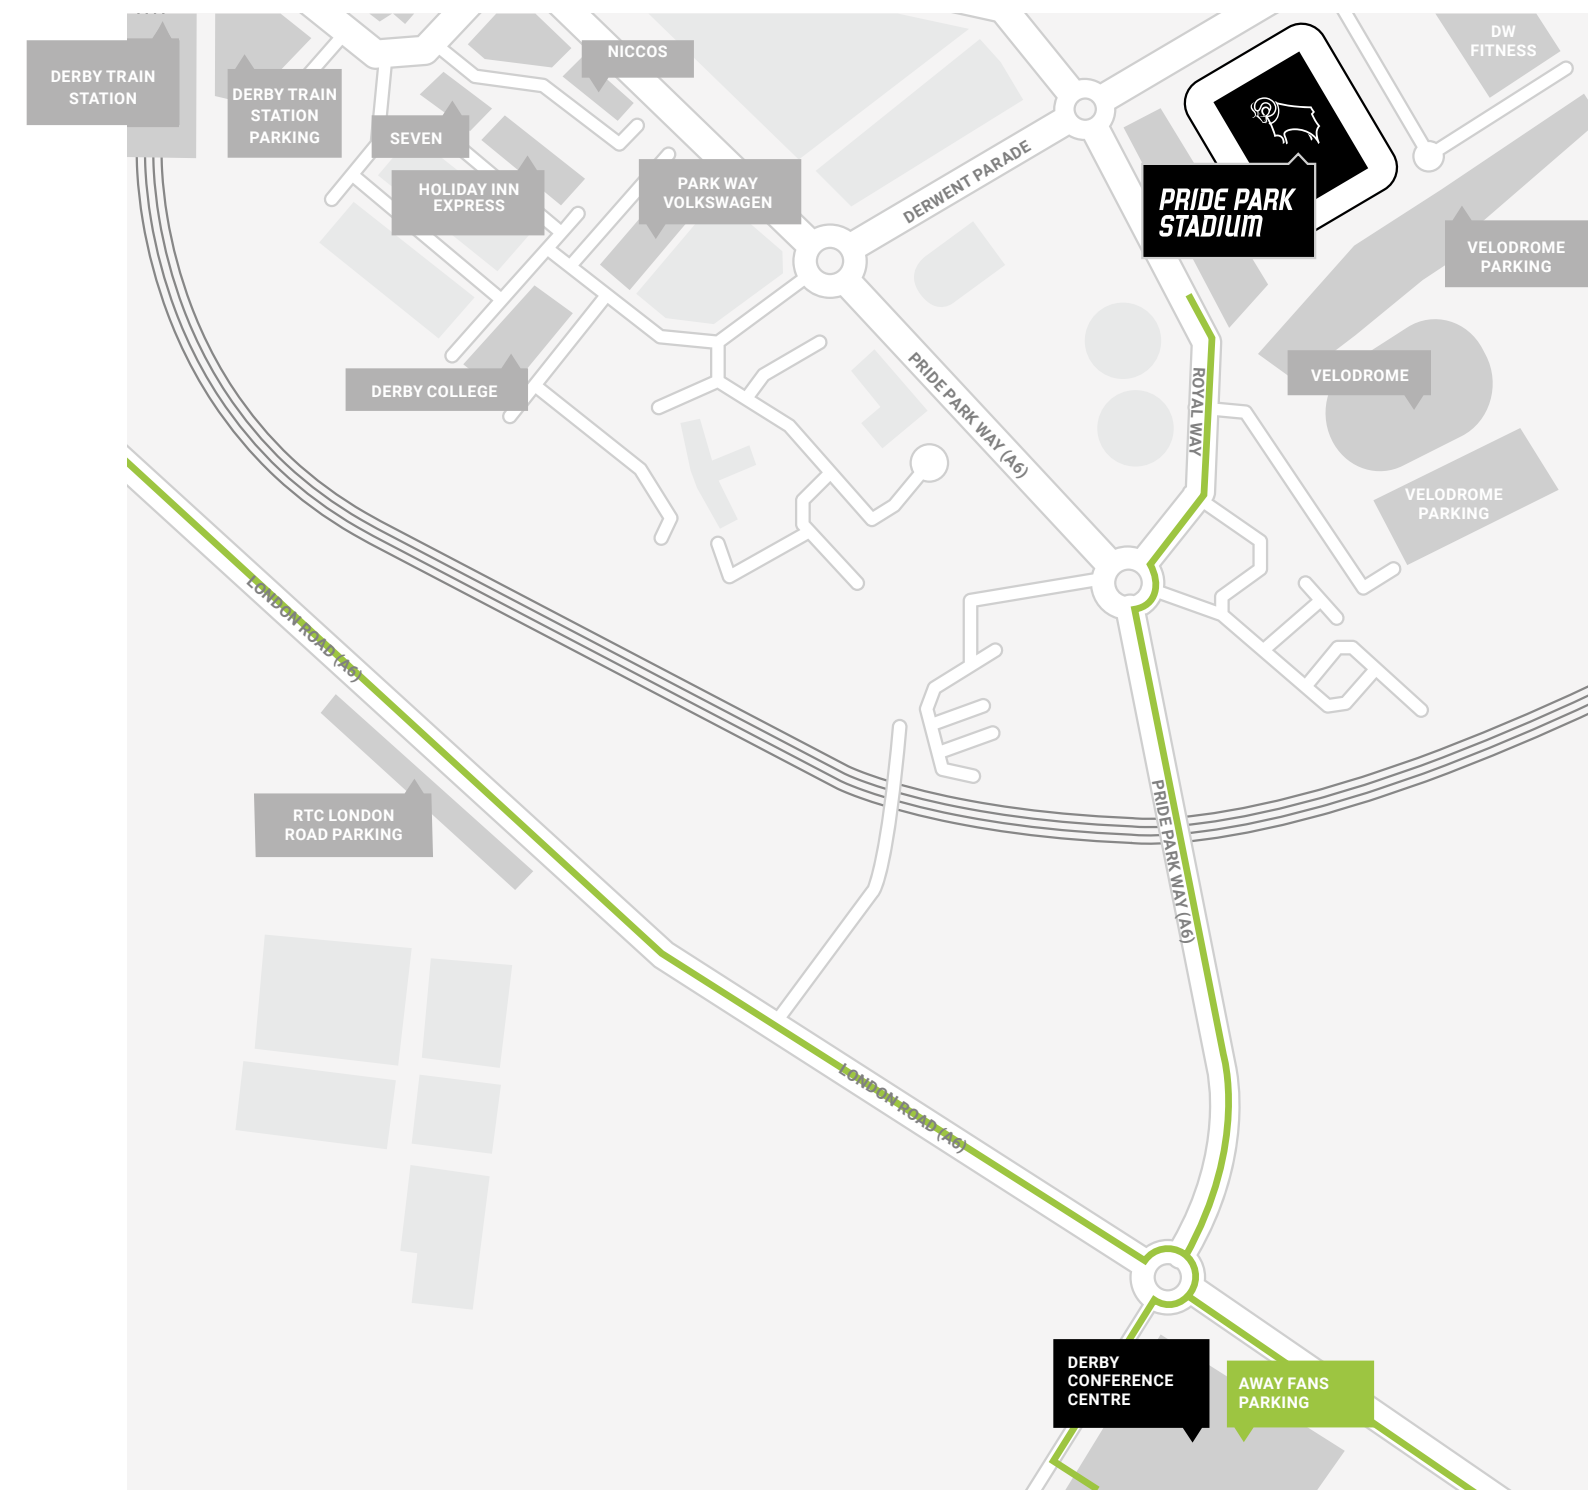 DW
FITNESS
NICCOS
DERBY TRAIN
STATION
DERBY TRAIN
STATION
PARKING
SEVEN
HOLIDAY INN
EXPRESS
PARK WAY
VOLKSWAGEN
DERWENT PARADE
PRIDE PARK
STADIUM
VELODROME
PARKING
DERBY COLLEGE
PRIDE PARK WAY (A6)
ROYAL WAY
VELODROME
VELODROME
PARKING
LONDON ROAD (A6)
RTC LONDON
ROAD PARKING
PRIDE PARK WAY (A6)
LONDON ROAD (A6)
DERBY
CONFERENCE
CENTRE
AWAY FANS
PARKING